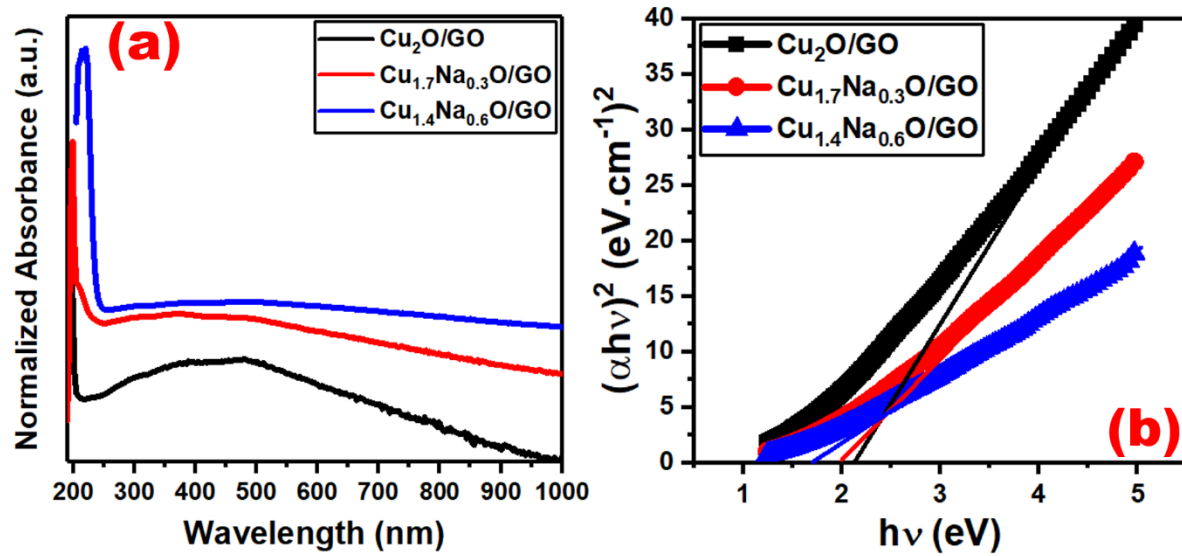 (a)
Cu₂O/GO
Cu₁.₇Na₀.₃O/GO
Cu₁.₄Na₀.₆O/GO
Normalized Absorbance (a.u.)
200 300 400 500 600 700 800 900 1000
Wavelength (nm)
Cu₂O/GO
Cu₁.₇Na₀.₃O/GO
Cu₁.₄Na₀.₆O/GO
(αhν)² (eV.cm⁻¹)²
40
35
30
25
20
15
10
5
0
(b)
1 2 3 4 5
hν (eV)